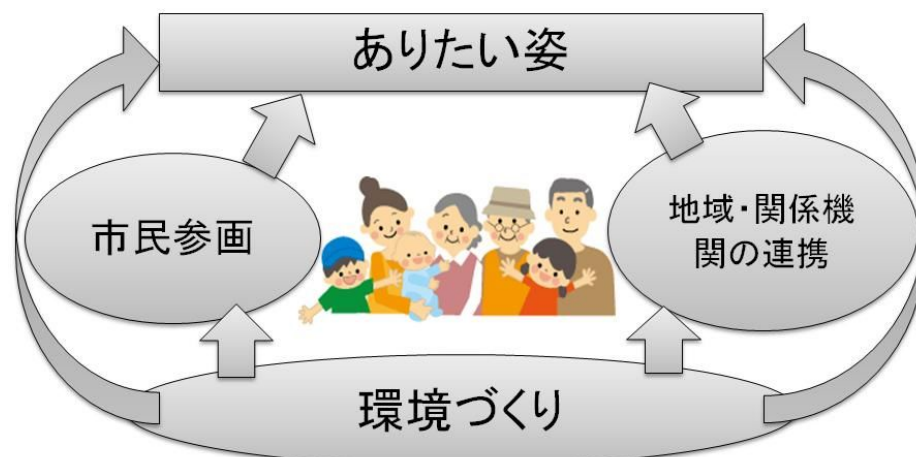 ありたい姿
市民参画
地域・関係機
関の連携
環境づくり